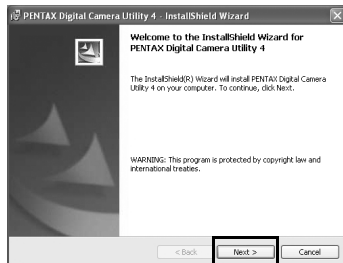 PENTAX Digital Camera Utility 4 - InstallShield Wizard
Welcome to the InstallShield Wizard for
PENTAX Digital Camera Utility 4
The InstallShield(R) Wizard will install PENTAX Digital Camera
Utility 4 on your computer. To continue, click Next.
WARNING: This program is protected by copyright law and
international treaties.
< Back
Next >
Cancel